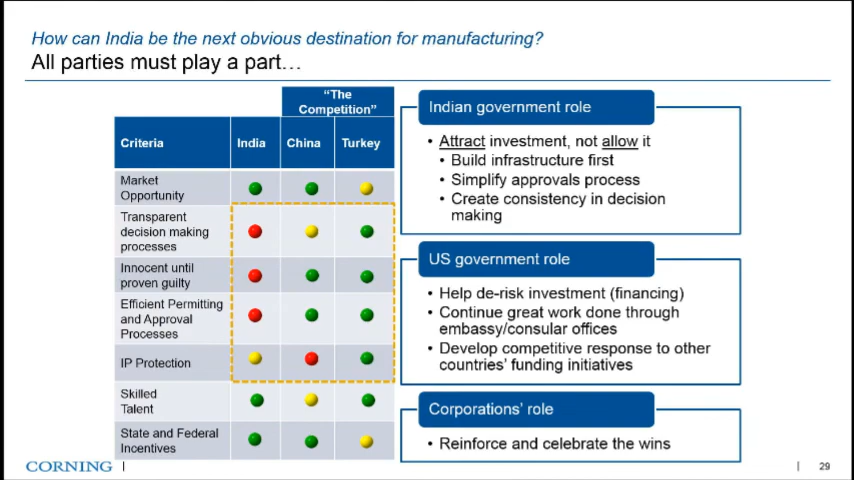 How can India be the next obvious destination for manufacturing?
All parties must play a part…
"The
Competition"
Criteria
India
China
Turkey
Market
Opportunity
Transparent
decision making
processes
Innocent until
proven guilty
Efficient Permitting
and Approval
Processes
IP Protection
Skilled
Talent
State and Federal
Incentives
Indian government role
• Attract investment, not allow it
• Build infrastructure first
• Simplify approvals process
• Create consistency in decision
making
US government role
• Help de-risk investment (financing)
• Continue great work done through
embassy/consular offices
• Develop competitive response to other
countries' funding initiatives
Corporations' role
• Reinforce and celebrate the wins
CORNING
29